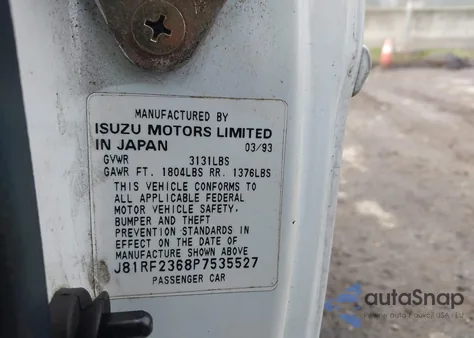 MANUFACTURED BY
ISUZU MOTORS LIMITED
IN JAPAN 03/93
GVWR 3131LBS
GAWR FT. 1804LBS RR. 1376LBS
THIS VEHICLE CONFORMS TO
ALL APPLICABLE FEDERAL
MOTOR VEHICLE SAFETY,
BUMPER AND THEFT
PREVENTION STANDARDS IN
EFFECT ON THE DATE OF
MANUFACTURE SHOWN ABOVE
J81RF2368P7535527
PASSENGER CAR
autoSnap